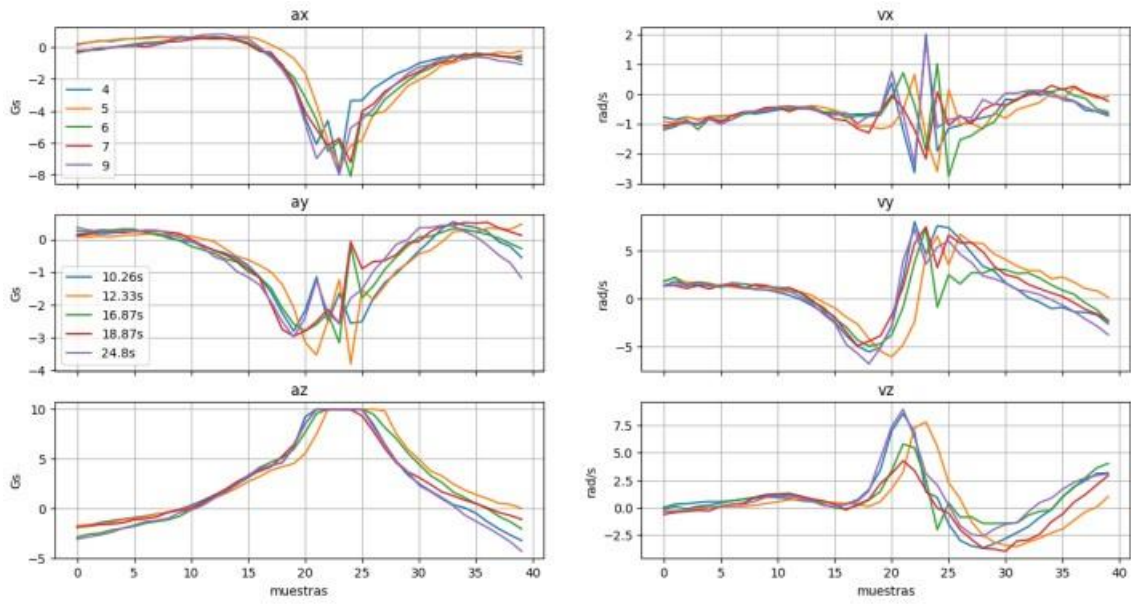 ax
Gs
0
−2
−4
−6
−8
4
5
6
7
9
vx
rad/s
2
1
0
−1
−2
−3
ay
Gs
0
−1
−2
−3
−4
10.26s
12.33s
16.87s
18.87s
24.8s
vy
rad/s
5
0
−5
az
Gs
10
5
0
−5
0 5 10 15 20 25 30 35 40
muestras
vz
rad/s
7.5
5.0
2.5
0.0
−2.5
0 5 10 15 20 25 30 35 40
muestras